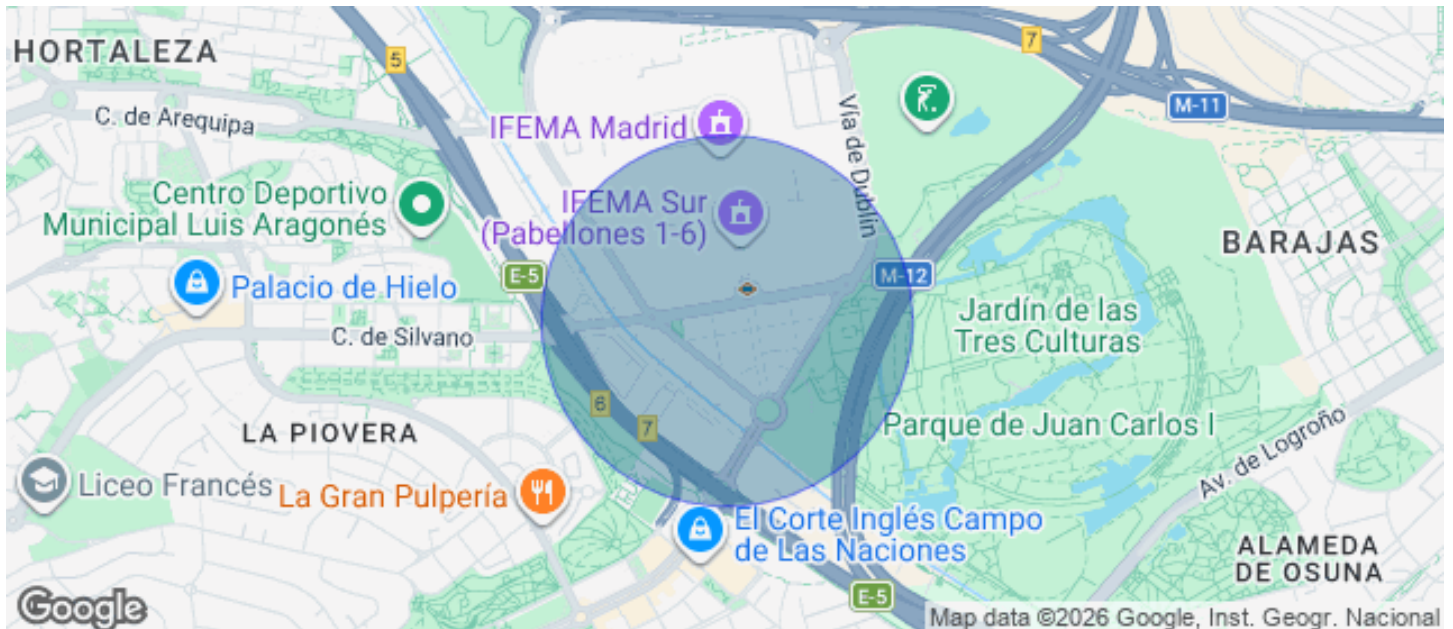 HORTALEZA
5
7
M-11
C. de Arequipa
IFEMA Madrid
Vía de Dublín
Centro Deportivo
Municipal Luis Aragonés
IFEMA Sur
(Pabellones 1-6)
BARAJAS
E-5
M-12
Palacio de Hielo
Jardín de las
Tres Culturas
C. de Silvano
6
7
LA PIOVERA
Parque de Juan Carlos I
Av. de Logroño
Liceo Francés
La Gran Pulpería
El Corte Inglés Campo
de Las Naciones
ALAMEDA
DE OSUNA
E-5
Google
Map data ©2026 Google, Inst. Geogr. Nacional